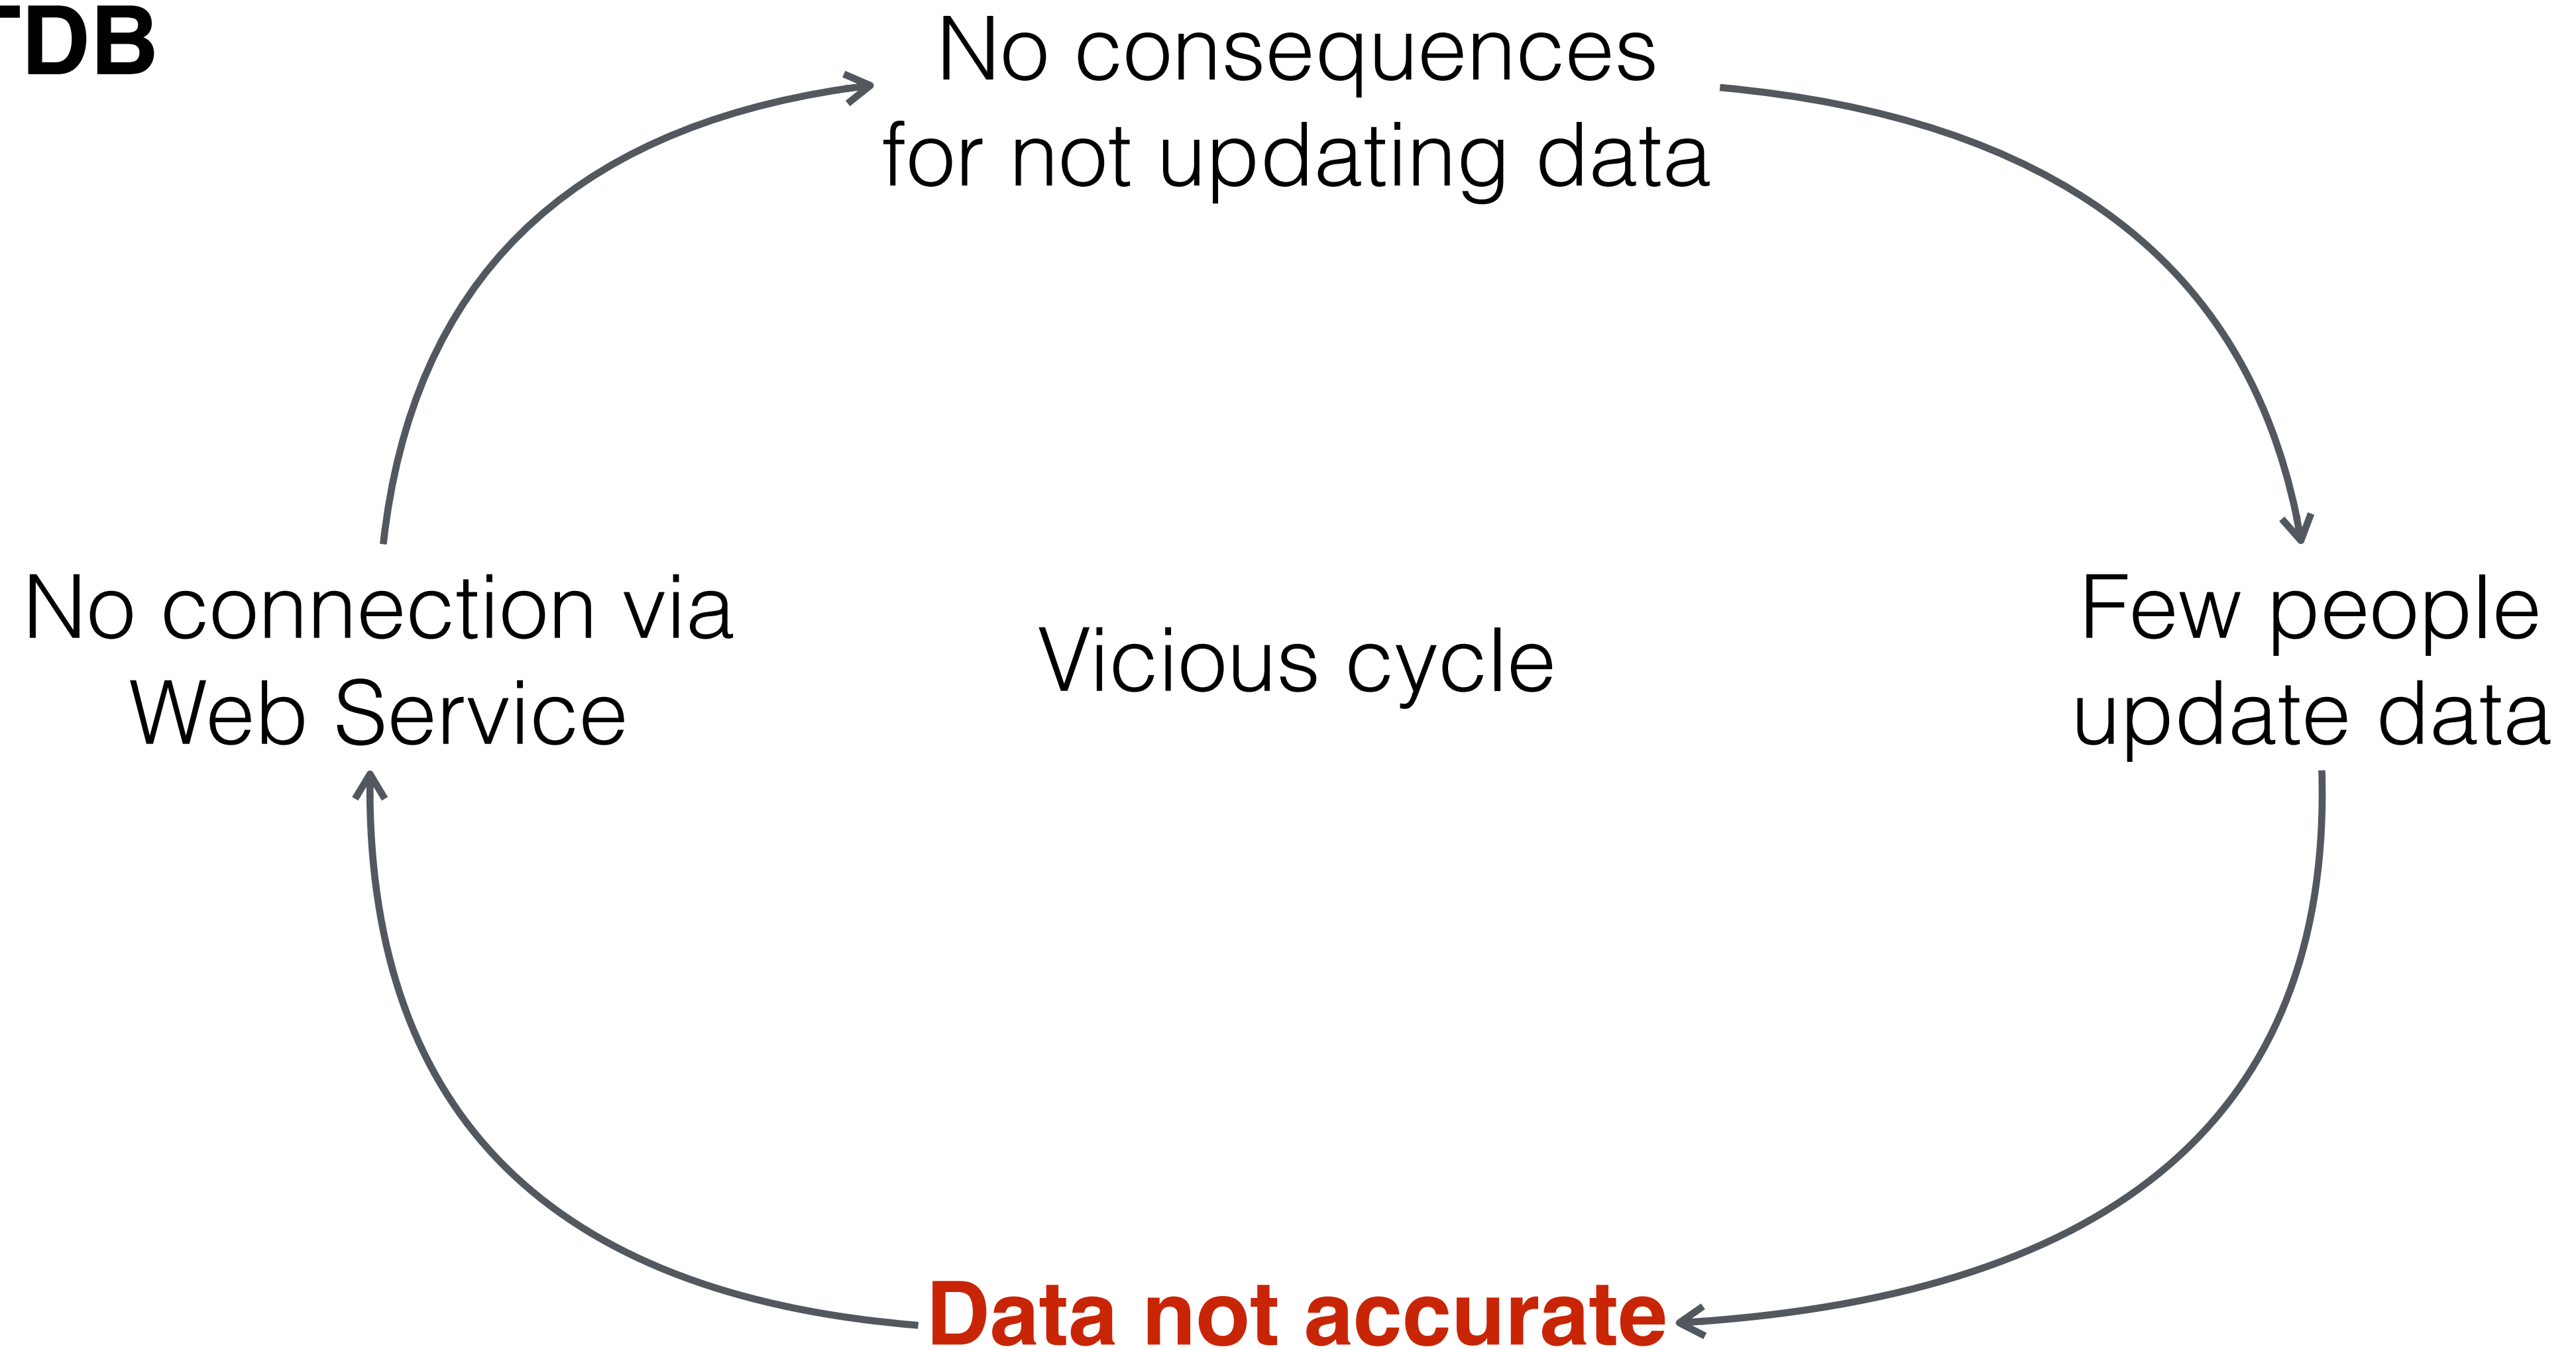 TDB
No consequences
for not updating data
No connection via
Web Service
Vicious cycle
Few people
update data
Data not accurate